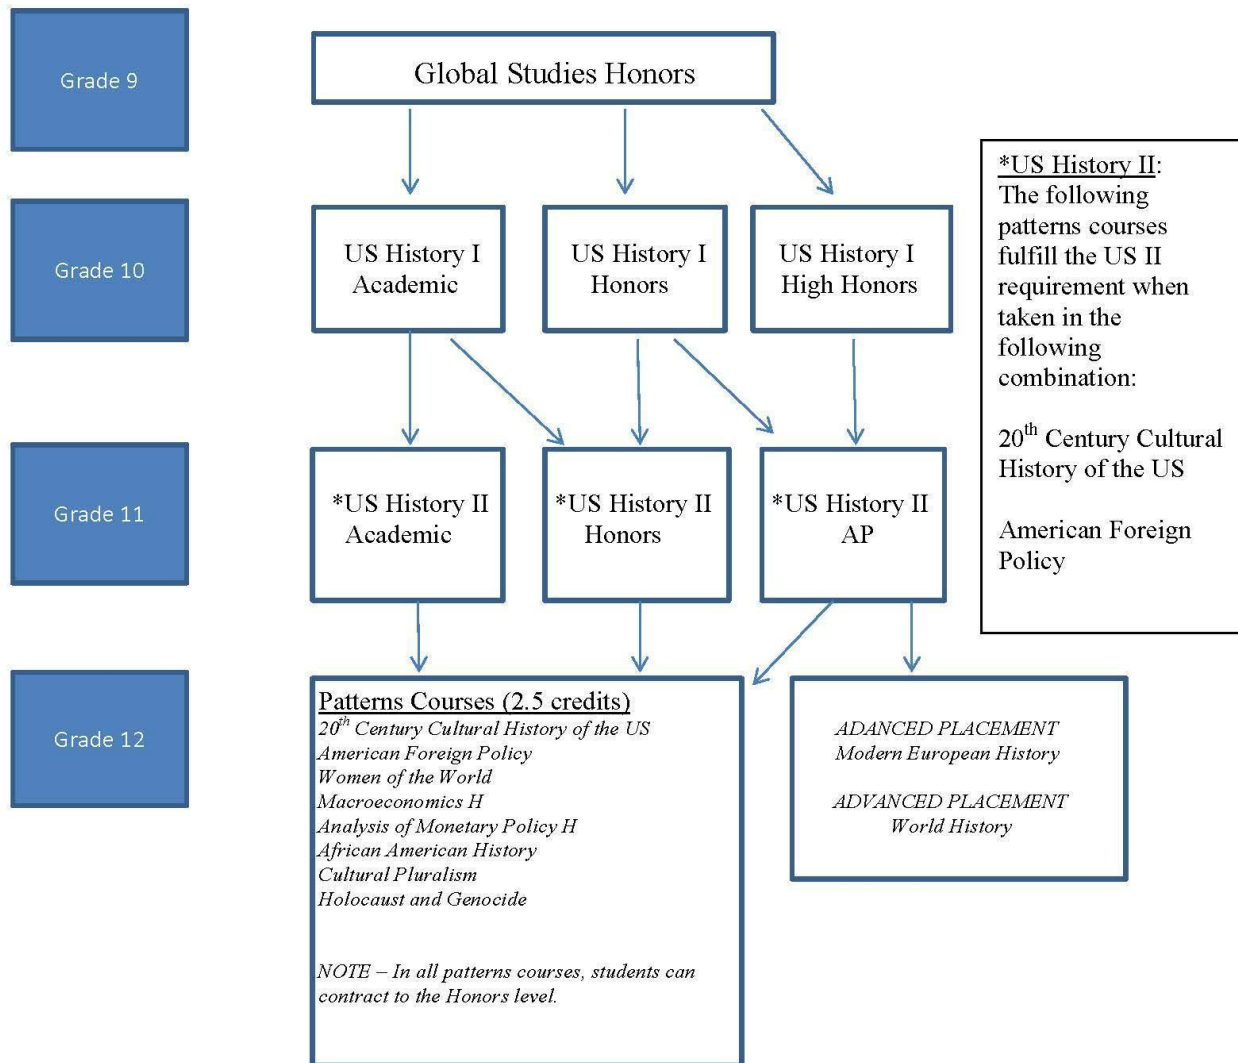 Grade 9
Global Studies Honors
*US History II:
The following
patterns courses
fulfill the US II
requirement when
taken in the
following
combination:
20th Century Cultural
History of the US
American Foreign
Policy
Grade 10
US History I
Academic
US History I
Honors
US History I
High Honors
Grade 11
*US History II
Academic
*US History II
Honors
*US History II
AP
Grade 12
Patterns Courses (2.5 credits)
20th Century Cultural History of the US
American Foreign Policy
Women of the World
Macroeconomics H
Analysis of Monetary Policy H
African American History
Cultural Pluralism
Holocaust and Genocide
NOTE – In all patterns courses, students can
contract to the Honors level.
ADANCED PLACEMENT
Modern European History
ADVANCED PLACEMENT
World History